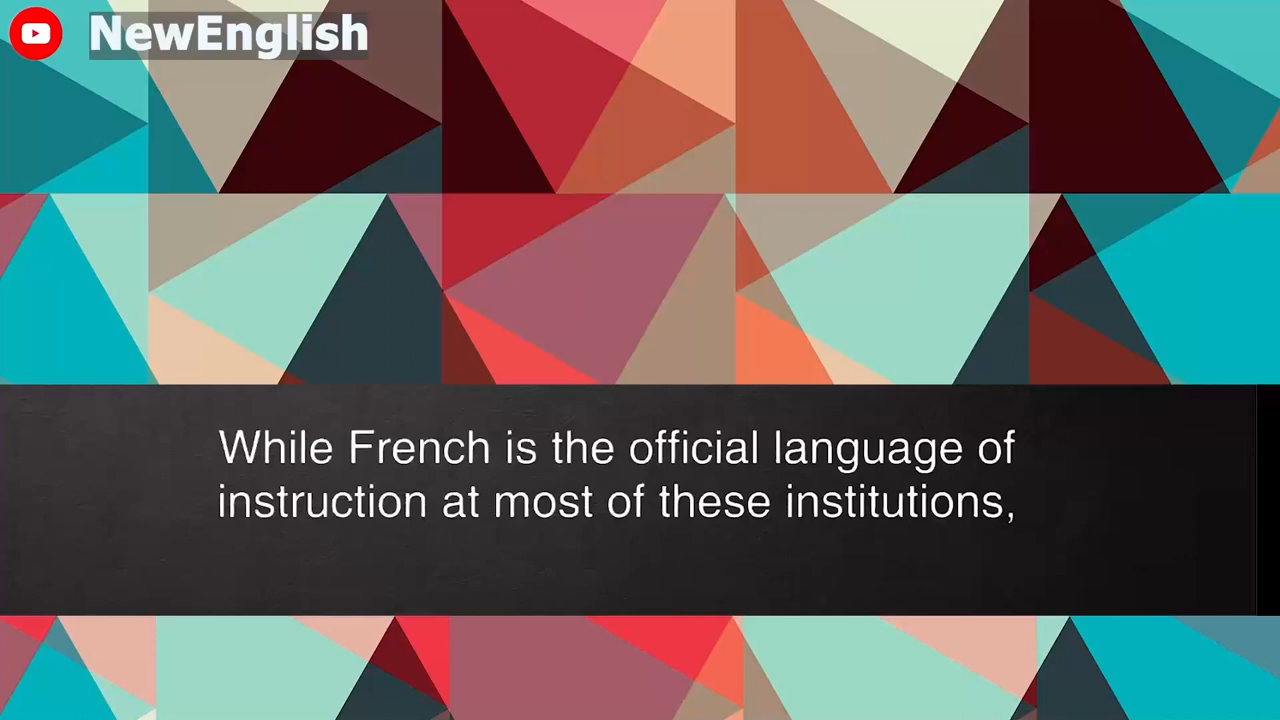 NewEnglish
While French is the official language of
instruction at most of these institutions,